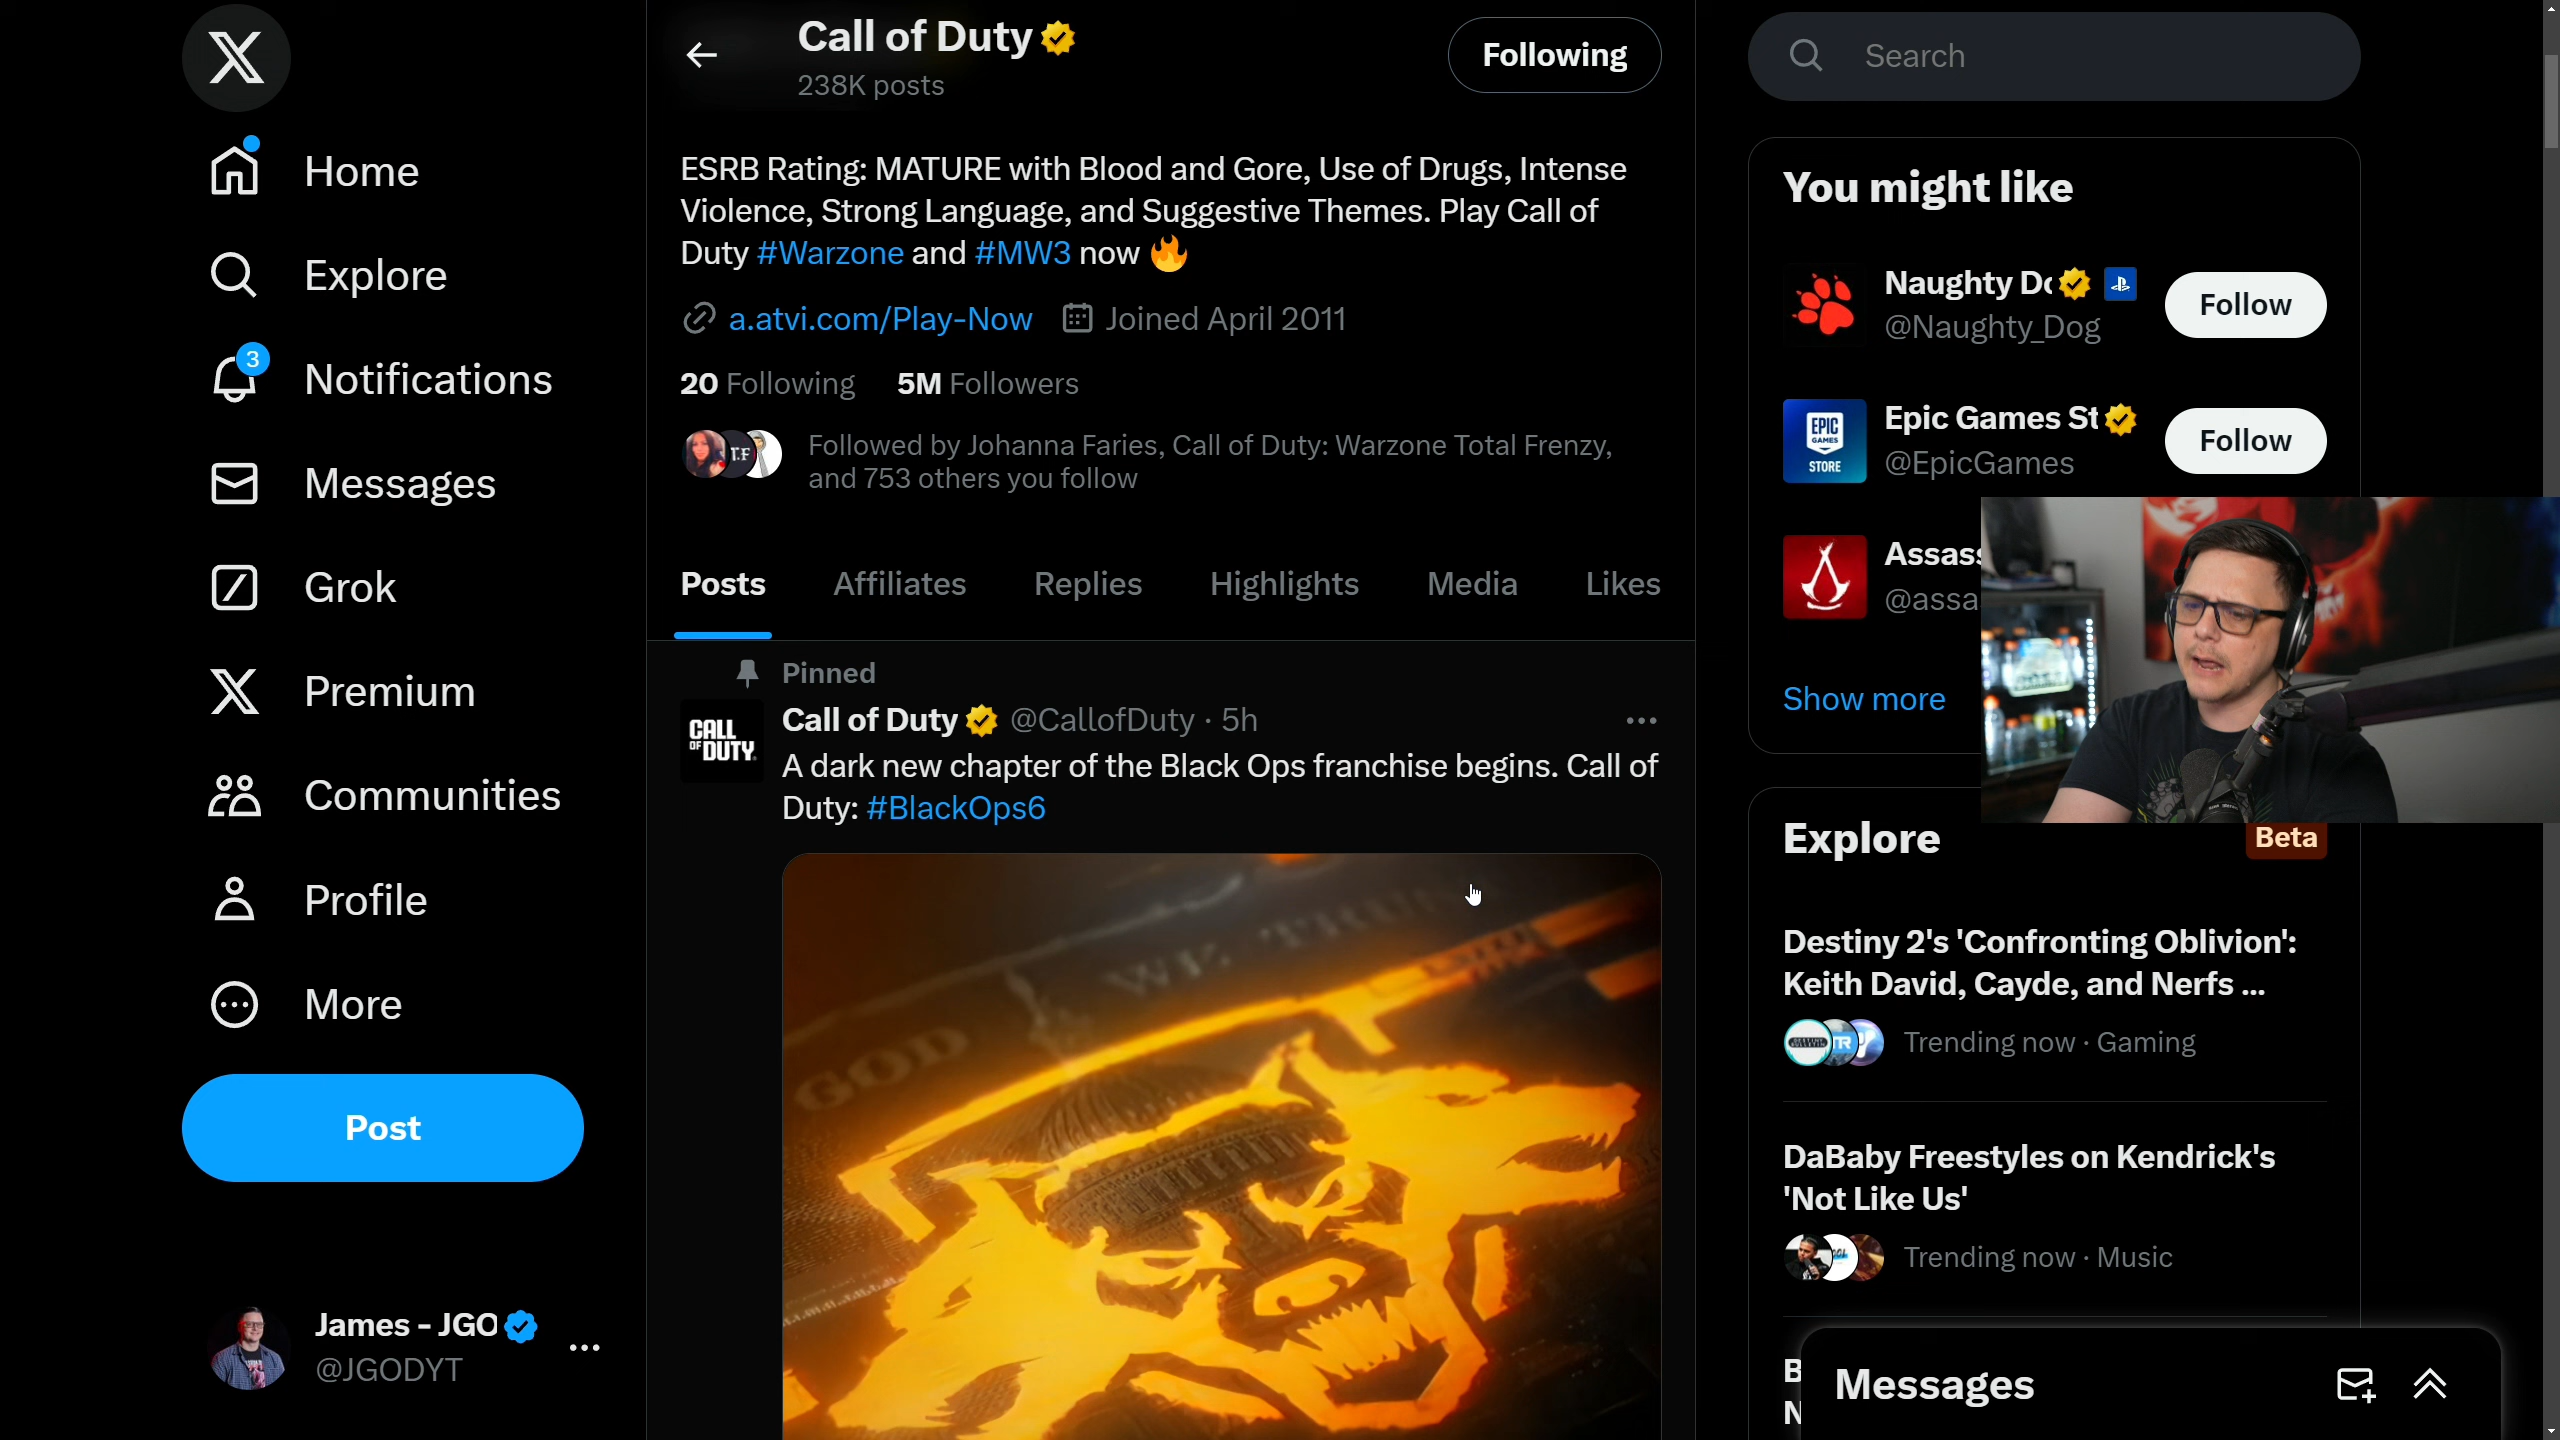 Call of Duty
238K posts
Following
Search
Home
Explore
3
Notifications
Messages
Grok
Premium
Communities
Profile
More
Post
James - JGO
@JGODYT
ESRB Rating: MATURE with Blood and Gore, Use of Drugs, Intense
Violence, Strong Language, and Suggestive Themes. Play Call of
Duty #Warzone and #MW3 now
a.atvi.com/Play-Now
Joined April 2011
20 Following
5M Followers
Followed by Johanna Faries, Call of Duty: Warzone Total Frenzy,
and 753 others you follow
Posts
Affiliates
Replies
Highlights
Media
Likes
Pinned
CALL OF DUTY
Call of Duty @CallofDuty · 5h
A dark new chapter of the Black Ops franchise begins. Call of
Duty: #BlackOps6
GOD WE TRU
You might like
Naughty Do
@Naughty_Dog
Follow
EPIC
GAMES
STORE
Epic Games St
@EpicGames
Follow
Assass
@assa
Show more
Explore
Beta
Destiny 2's 'Confronting Oblivion':
Keith David, Cayde, and Nerfs ...
Trending now · Gaming
DaBaby Freestyles on Kendrick's
'Not Like Us'
Trending now · Music
Messages